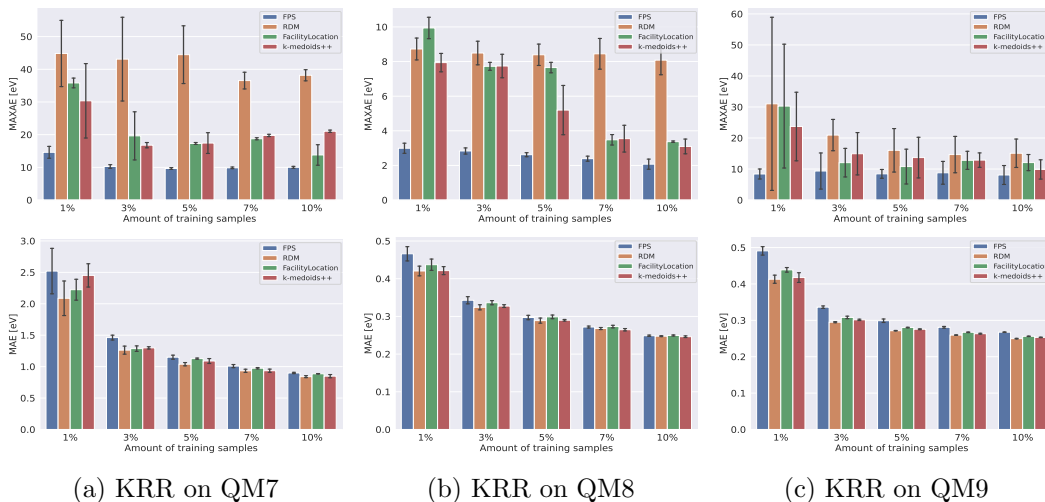 MAXAE [eV]
50
40
30
20
10
0
1%
3%
5%
7%
10%
Amount of training samples
FPS
RDM
FacilityLocation
k-medoids++
MAXAE [eV]
10
8
6
4
2
0
1%
3%
5%
7%
10%
Amount of training samples
FPS
RDM
FacilityLocation
k-medoids++
MAXAE [eV]
60
50
40
30
20
10
0
1%
3%
5%
7%
10%
Amount of training samples
FPS
RDM
FacilityLocation
k-medoids++
MAE [eV]
3.0
2.5
2.0
1.5
1.0
0.5
0.0
1%
3%
5%
7%
10%
Amount of training samples
FPS
RDM
FacilityLocation
k-medoids++
MAE [eV]
0.5
0.4
0.3
0.2
0.1
0.0
1%
3%
5%
7%
10%
Amount of training samples
FPS
RDM
FacilityLocation
k-medoids++
MAE [eV]
0.5
0.4
0.3
0.2
0.1
0.0
1%
3%
5%
7%
10%
Amount of training samples
FPS
RDM
FacilityLocation
k-medoids++
(a) KRR on QM7
(b) KRR on QM8
(c) KRR on QM9